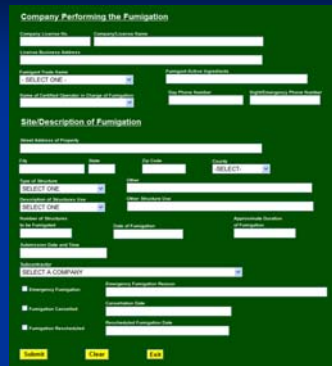 Company Performing the Fumigation
Company License No. Company/Licensee Name
Licensee Business Address
Fumigant Trade Name Fumigant Active Ingredients
- SELECT ONE -
Name of Certified Operator in Charge of Fumigation Day Phone Number Night/Emergency Phone Number
Site/Description of Fumigation
Street Address of Property
City State Zip Code County
-SELECT-
Type of Structure Other
SELECT ONE
Description of Structures Use Other Structure Use
SELECT ONE
Number of Structures to be Fumigated Date of Fumigation Approximate Duration of Fumigation
Submission Date and Time
Subcontractor
SELECT A COMPANY
Emergency Fumigation Emergency Fumigation Reason
Fumigation Cancelled Cancellation Date
Fumigation Rescheduled Rescheduled Fumigation Date
Submit Clear Exit